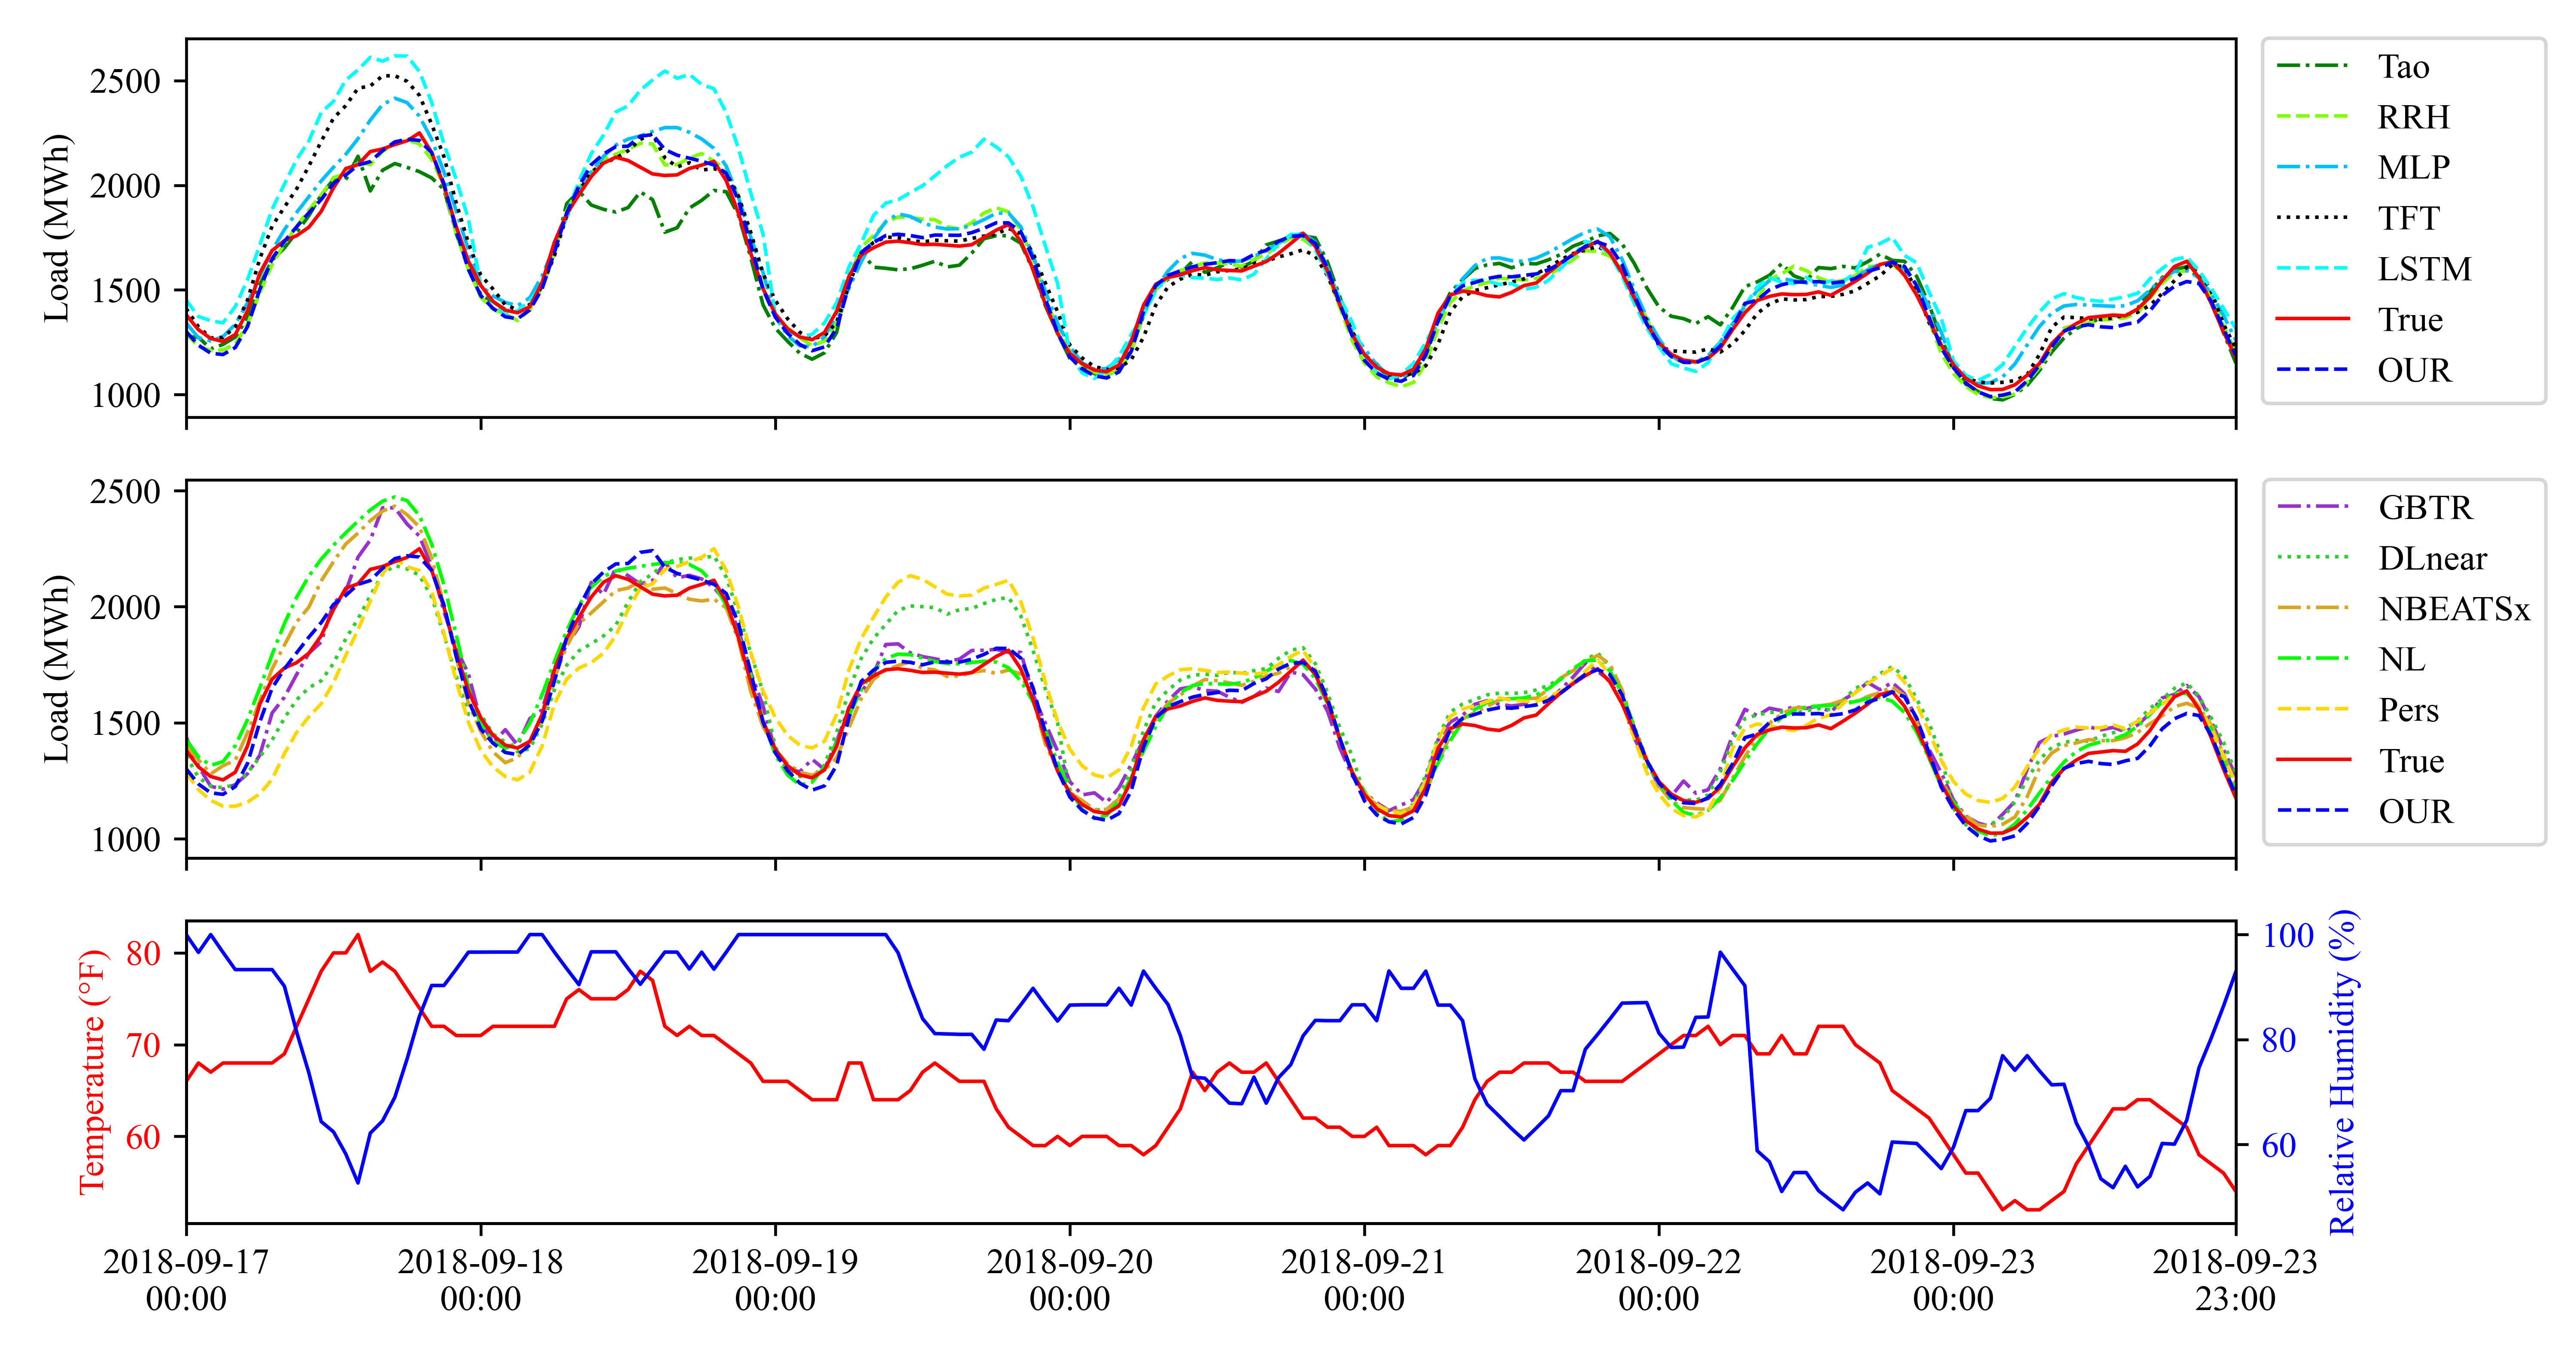 Load (MWh)
2500
2000
1500
1000
Tao
RRH
MLP
TFT
LSTM
True
OUR
Load (MWh)
2500
2000
1500
1000
GBTR
DLnear
NBEATSx
NL
Pers
True
OUR
Temperature (°F)
80
70
60
100
80
60
Relative Humidity (%)
2018-09-17
00:00
2018-09-18
00:00
2018-09-19
00:00
2018-09-20
00:00
2018-09-21
00:00
2018-09-22
00:00
2018-09-23
00:00
2018-09-23
23:00